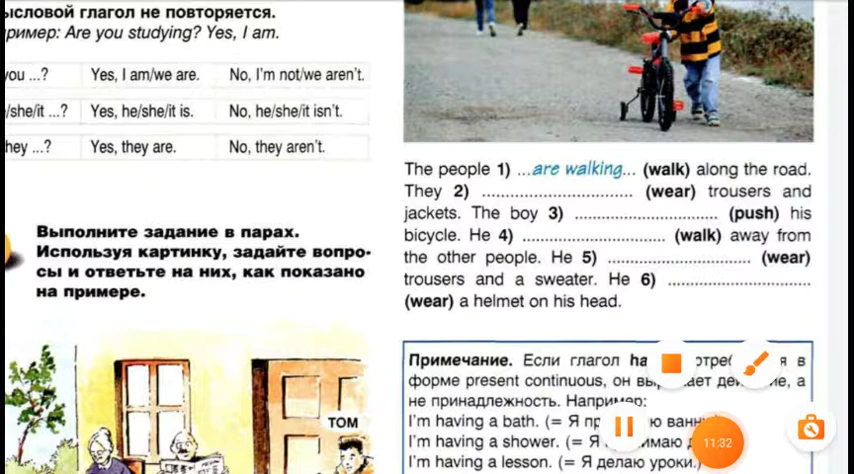 ысловой глагол не повторяется.
ример: Are you studying? Yes, I am.
you ...? Yes, I am/we are. No, I'm not/we aren't.
/she/it ...? Yes, he/she/it is. No, he/she/it isn't.
hey ...? Yes, they are. No, they aren't.
Выполните задание в парах.
Используя картинку, задайте вопро-
сы и ответьте на них, как показано
на примере.
ТОМ
The people 1) ...are walking... (walk) along the road.
They 2) .............................. (wear) trousers and
jackets. The boy 3) .............................. (push) his
bicycle. He 4) .............................. (walk) away from
the other people. He 5) .............................. (wear)
trousers and a sweater. He 6) ..............................
(wear) a helmet on his head.
Примечание. Если глагол ha я в
форме present continuous, он а
не принадлежность. Например:
I'm having a bath. (= Я ю ванн
I'm having a shower. (= Я
I'm having a lesson. (= Я делаю уроки.)
11:32